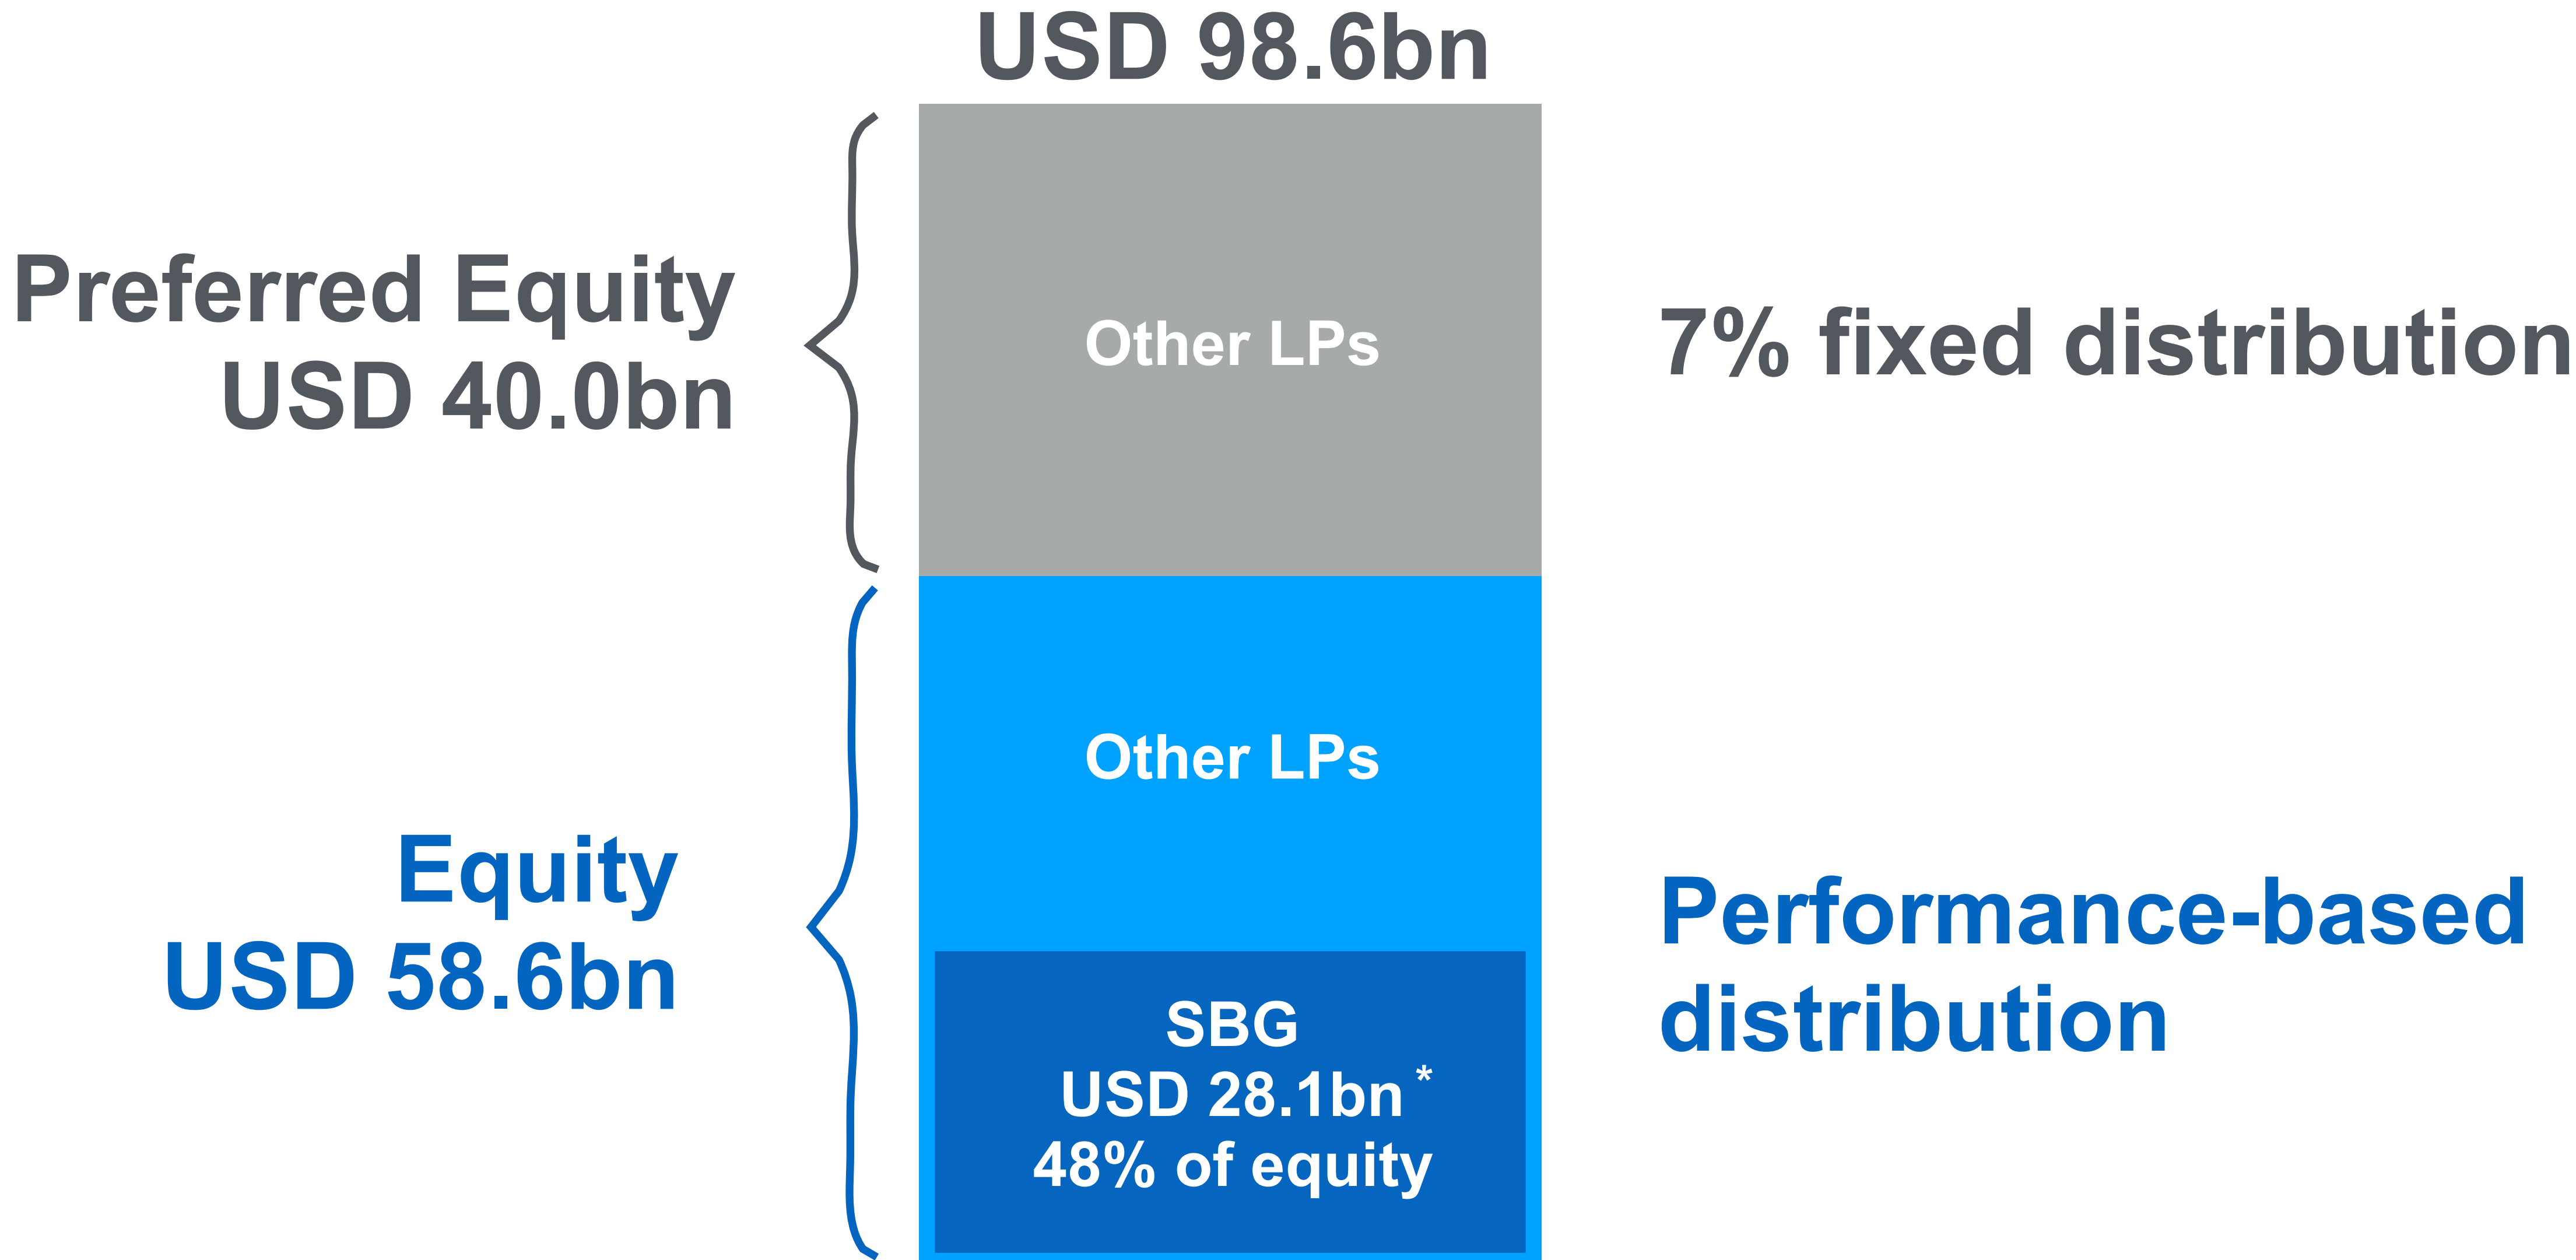 USD 98.6bn
Preferred Equity
USD 40.0bn
Other LPs
7% fixed distribution
Other LPs
Equity
USD 58.6bn
Performance-based
distribution
SBG
USD 28.1bn *
48% of equity